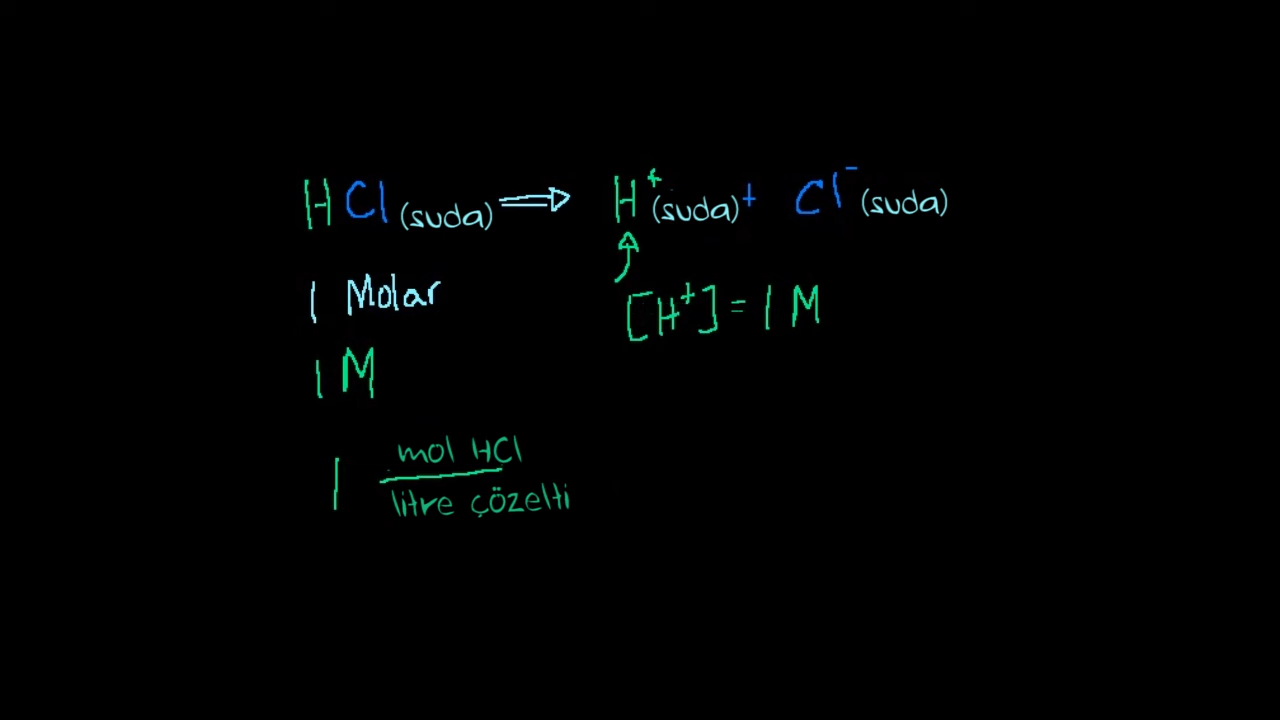 HCl(suda) ⟹ H⁺(suda) + Cl⁻(suda)
1 Molar
[H⁺] = 1 M
1 M
1 mol HCl
litre çözelti